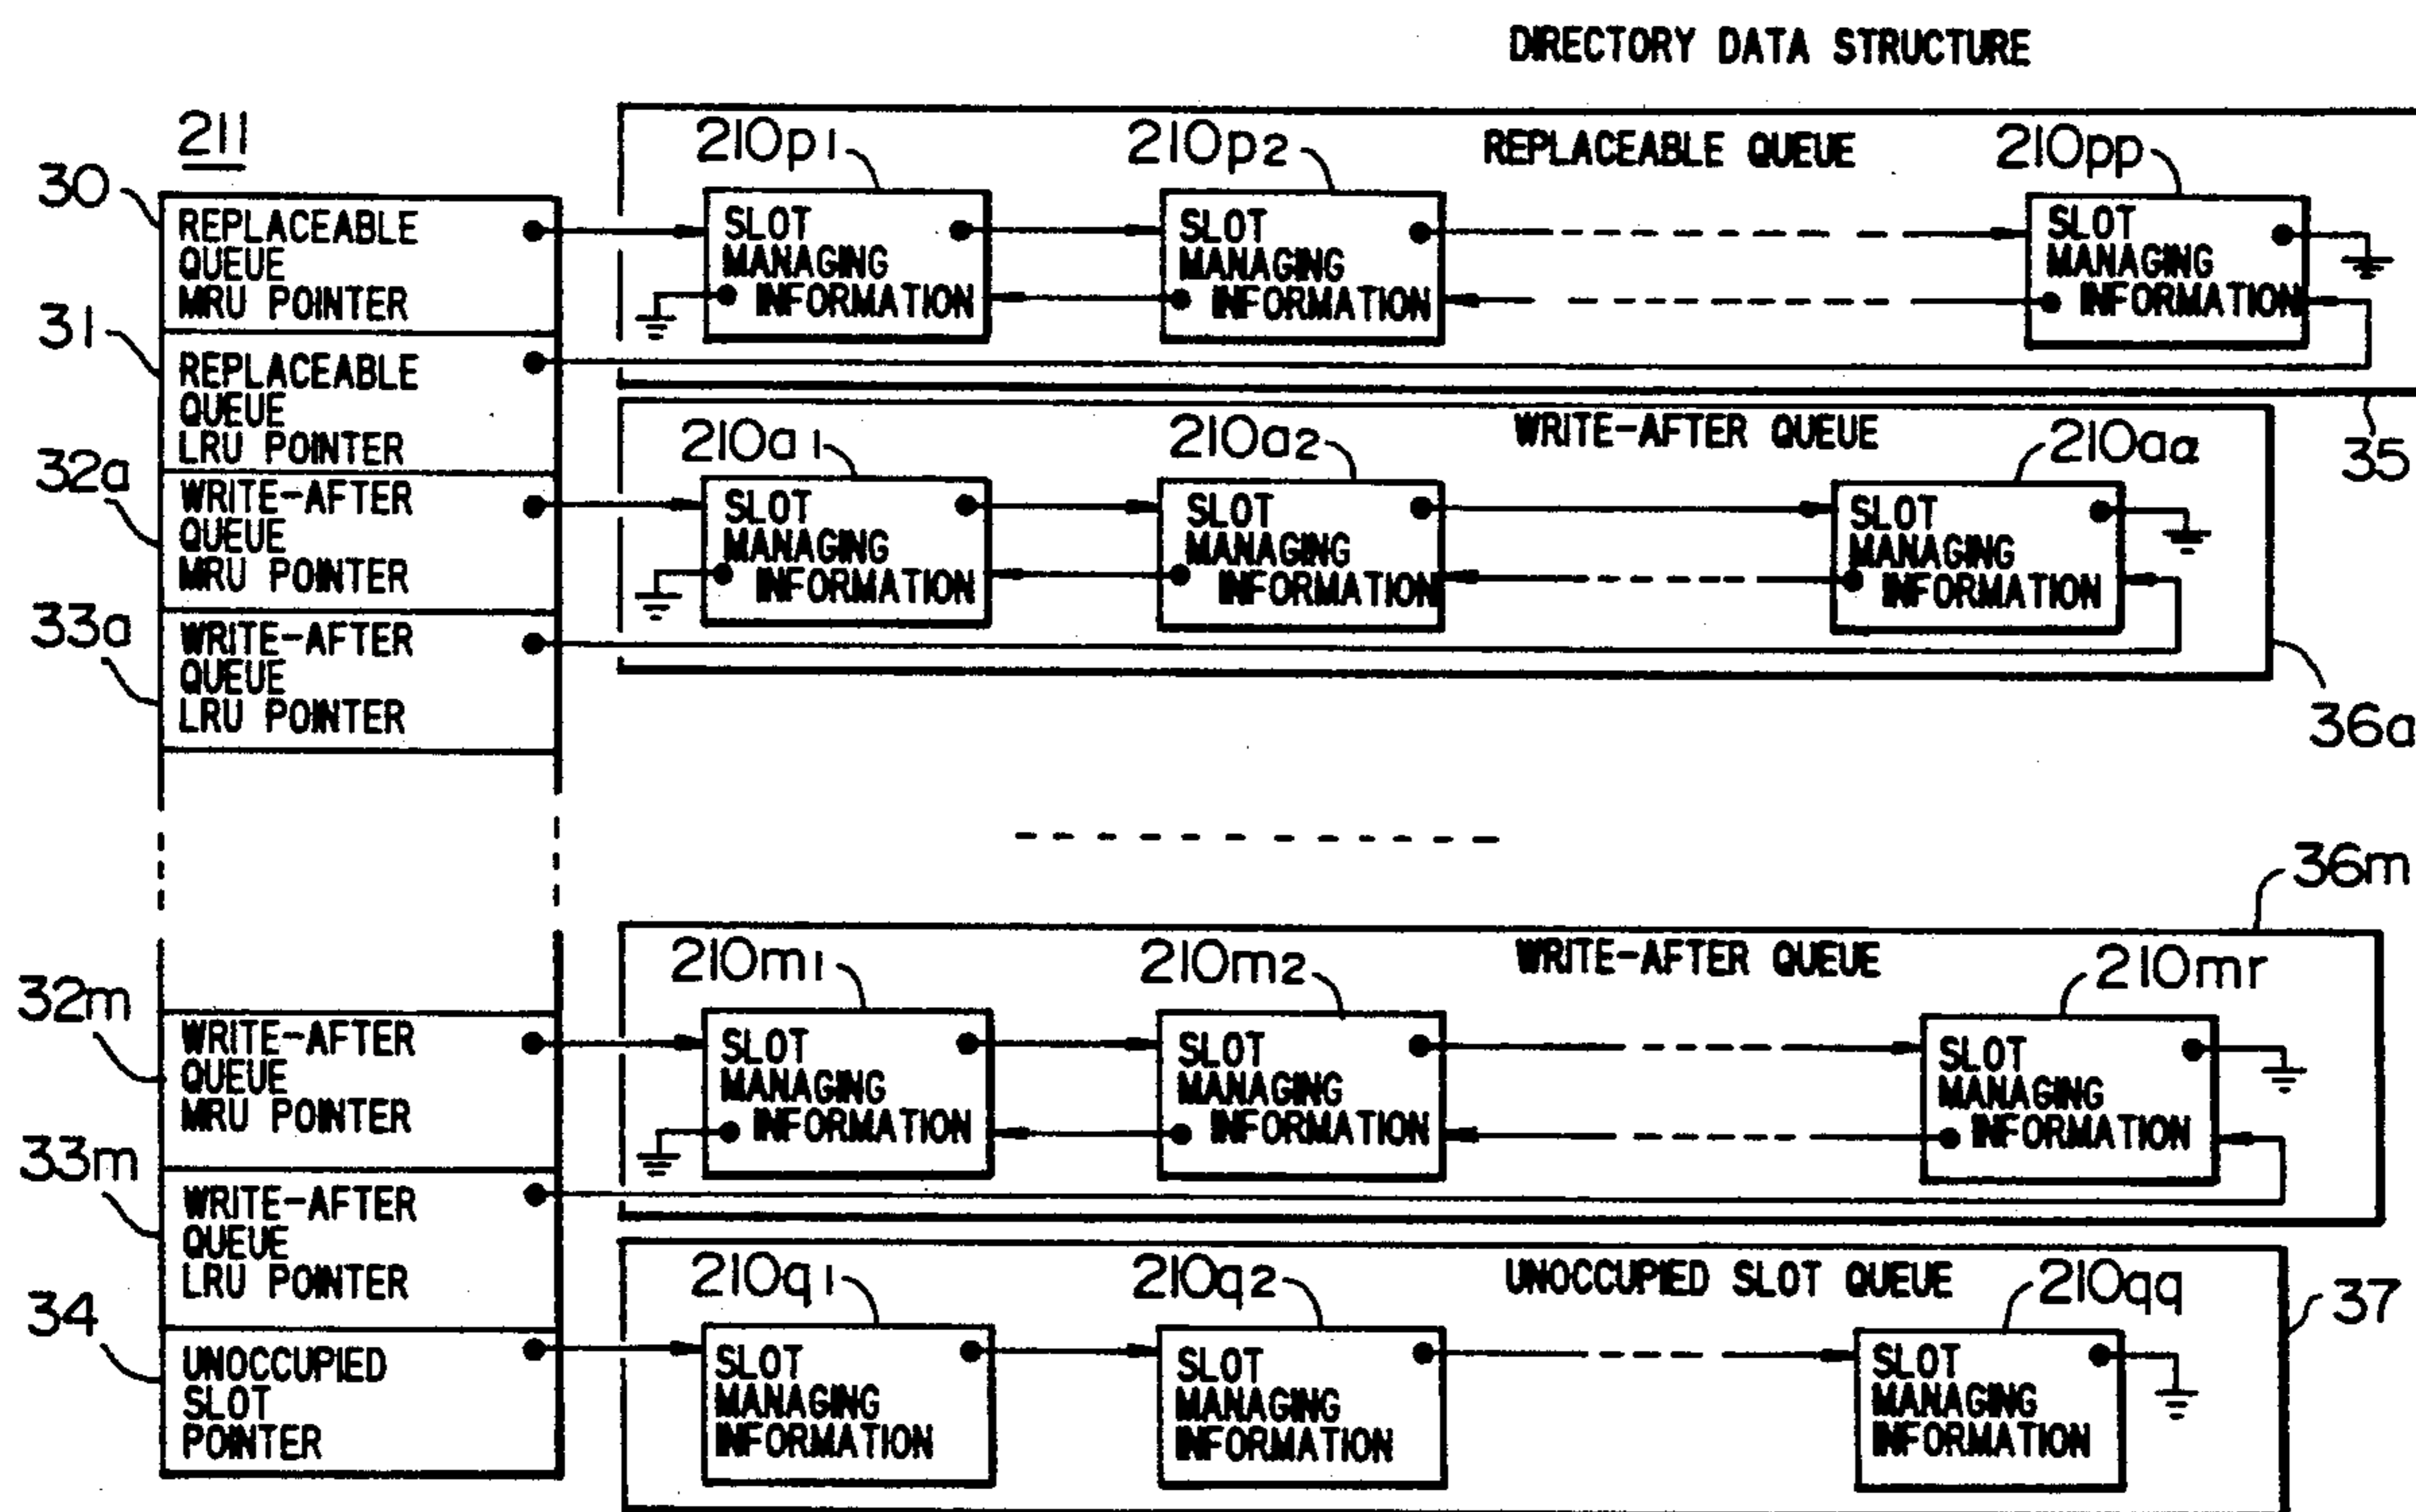 DIRECTORY DATA STRUCTURE
211
30
REPLACEABLE
QUEUE
MRU POINTER
31
REPLACEABLE
QUEUE
LRU POINTER
32a
WRITE-AFTER
QUEUE
MRU POINTER
33a
WRITE-AFTER
QUEUE
LRU POINTER
32m
WRITE-AFTER
QUEUE
MRU POINTER
33m
WRITE-AFTER
QUEUE
LRU POINTER
34
UNOCCUPIED
SLOT
POINTER
210p1
210p2
REPLACEABLE QUEUE
210pp
SLOT
MANAGING
INFORMATION
SLOT
MANAGING
INFORMATION
SLOT
MANAGING
INFORMATION
35
210a1
210a2
WRITE-AFTER QUEUE
210aa
SLOT
MANAGING
INFORMATION
SLOT
MANAGING
INFORMATION
SLOT
MANAGING
INFORMATION
36a
36m
210m1
210m2
WRITE-AFTER QUEUE
210mr
SLOT
MANAGING
INFORMATION
SLOT
MANAGING
INFORMATION
SLOT
MANAGING
INFORMATION
210q1
210q2
UNOCCUPIED SLOT QUEUE
210qq
37
SLOT
MANAGING
INFORMATION
SLOT
MANAGING
INFORMATION
SLOT
MANAGING
INFORMATION